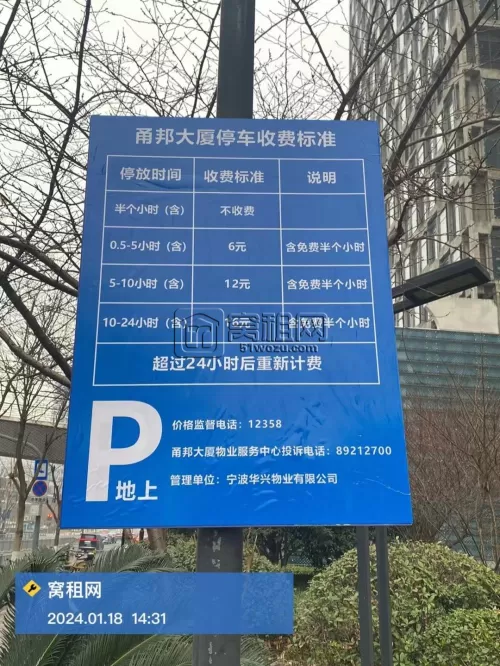 甬邦大厦停车收费标准
停放时间 收费标准 说明
半个小时（含） 不收费
0.5-5小时（含） 6元 含免费半个小时
5-10小时（含） 12元 含免费半个小时
10-24小时（含） 含免费半个小时
窝租网
51wozu.com
超过24小时后重新计费
P
地上
价格监督电话：12358
甬邦大厦物业服务中心投诉电话：89212700
管理单位：宁波华兴物业有限公司
窝租网
2024.01.18 14:31